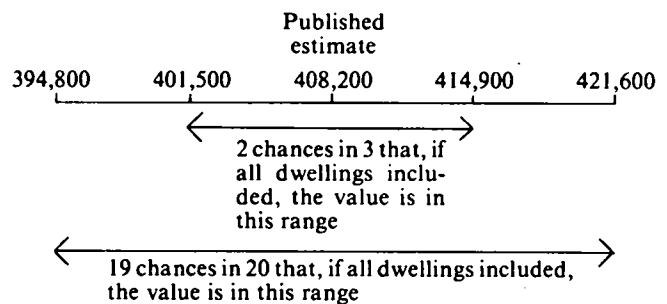 Published
estimate
394,800 401,500 408,200 414,900 421,600
2 chances in 3 that, if
all dwellings inclu-
ded, the value is in
this range
19 chances in 20 that, if all dwellings included,
the value is in this range